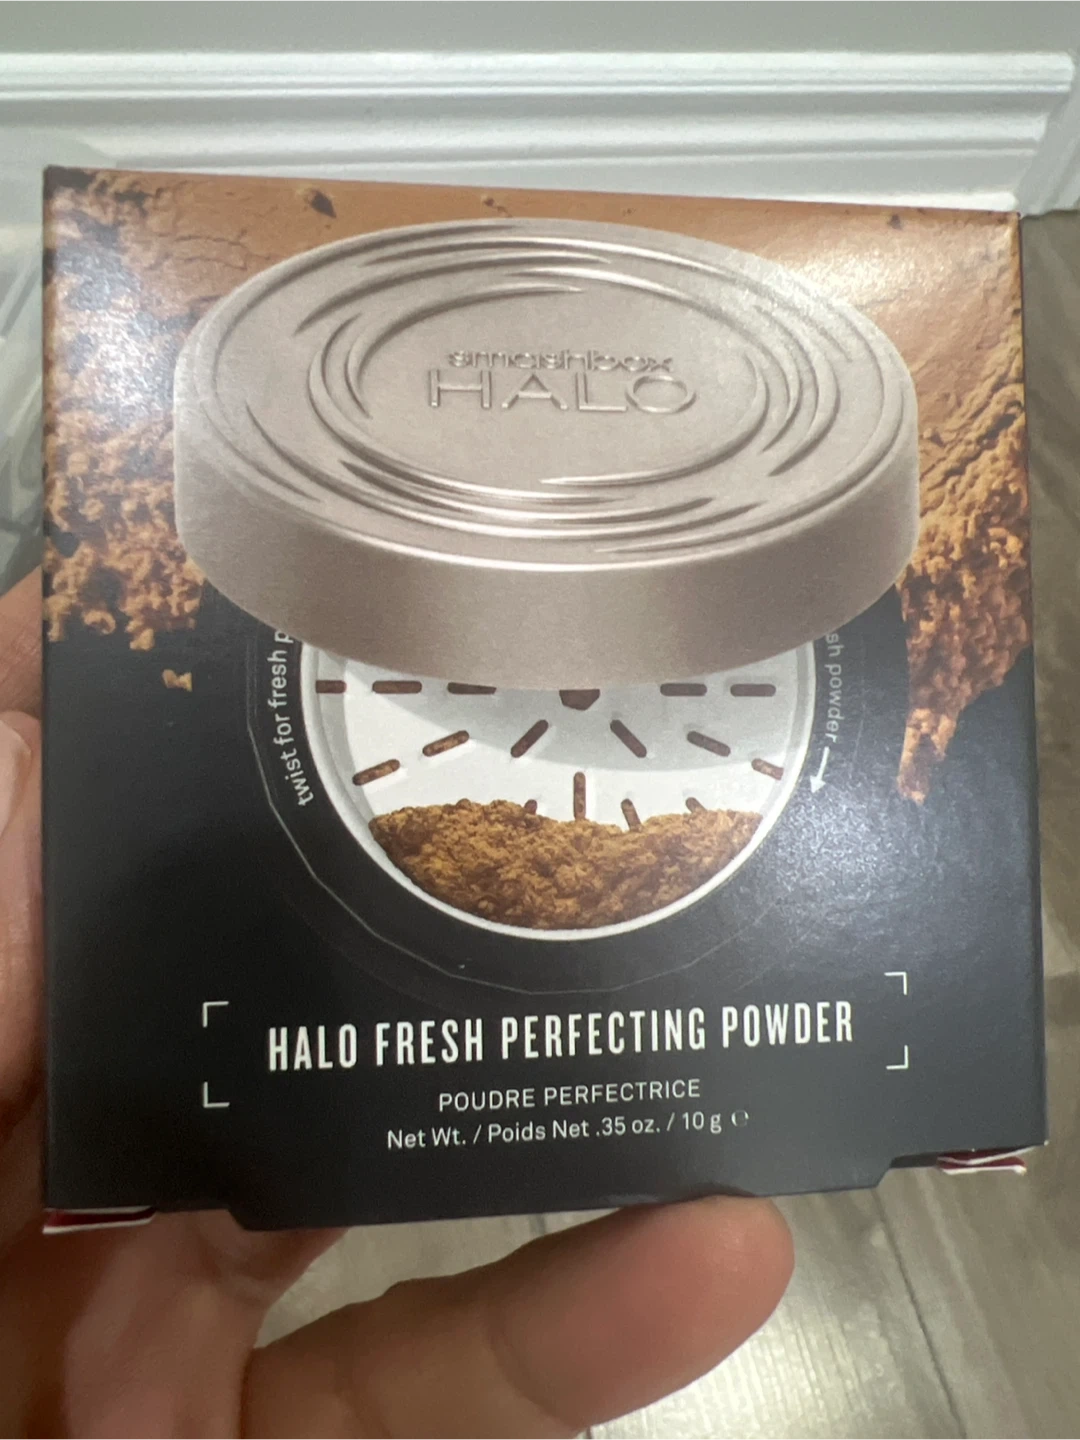 smashbox
HALO
twist for fresh p
sh powder
HALO FRESH PERFECTING POWDER
POUDRE PERFECTRICE
Net Wt. / Poids Net .35 oz. / 10 g ℮